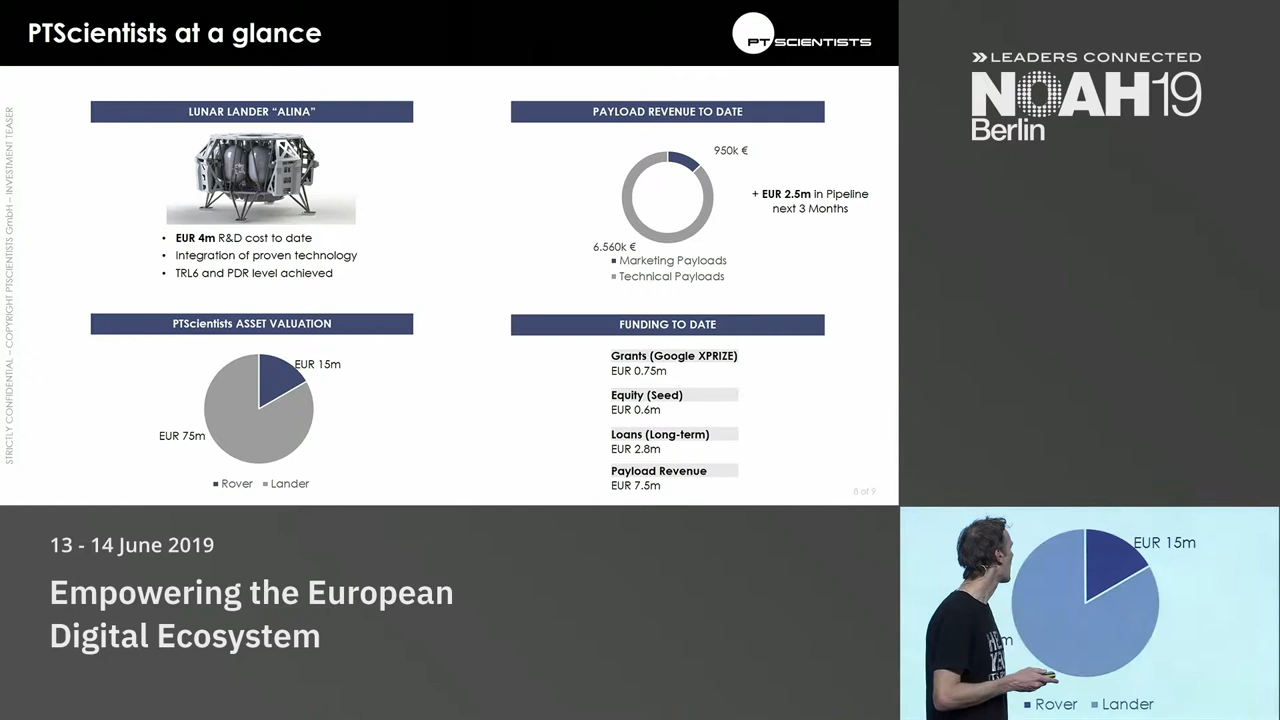 PTScientists at a glance
PT SCIENTISTS
STRICTLY CONFIDENTIAL – COPYRIGHT PTSCIENTISTS GmbH – INVESTMENT TEASER
LUNAR LANDER “ALINA”
• EUR 4m R&D cost to date
• Integration of proven technology
• TRL6 and PDR level achieved
PAYLOAD REVENUE TO DATE
950k €
+ EUR 2.5m in Pipeline
next 3 Months
6.560k €
Marketing Payloads
Technical Payloads
PTScientists ASSET VALUATION
EUR 15m
EUR 75m
Rover Lander
FUNDING TO DATE
Grants (Google XPRIZE)
EUR 0.75m
Equity (Seed)
EUR 0.6m
Loans (Long-term)
EUR 2.8m
Payload Revenue
EUR 7.5m
8 of 9
LEADERS CONNECTED
NOAH19
Berlin
13 - 14 June 2019
Empowering the European
Digital Ecosystem
EUR 15m
m
Rover Lander